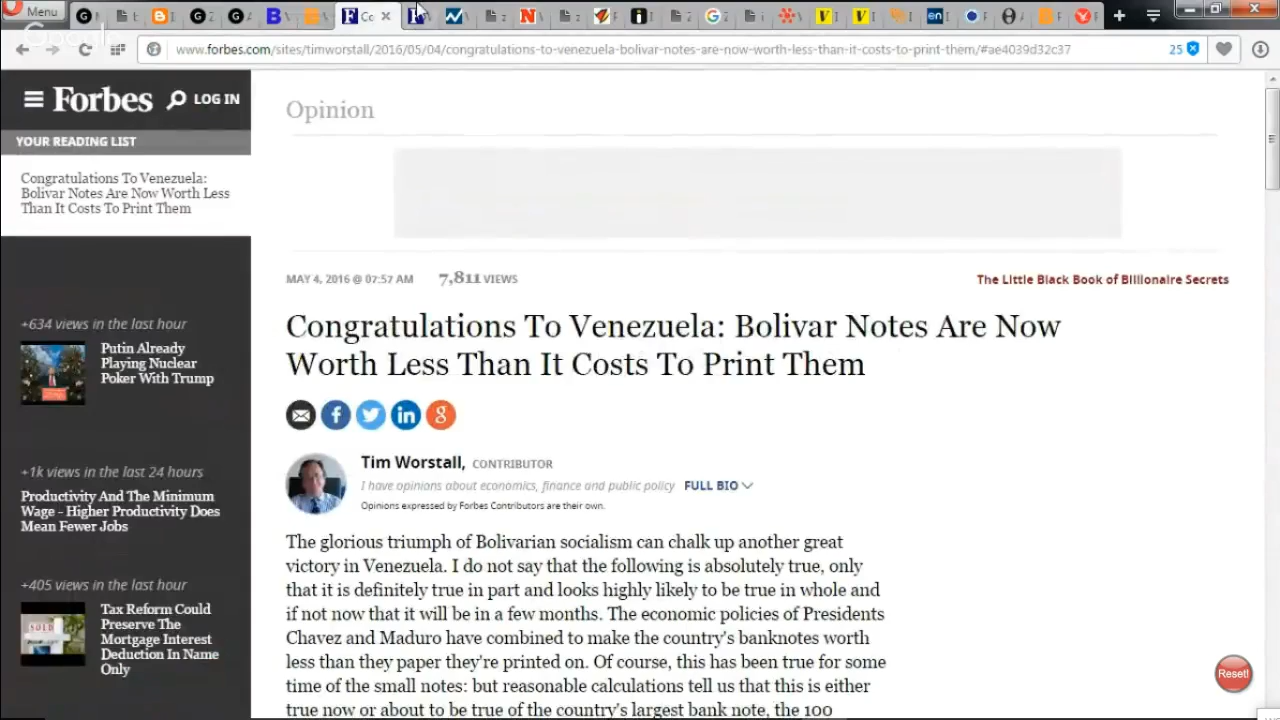 Menu
www.forbes.com/sites/timworstall/2016/05/04/congratulations-to-venezuela-bolivar-notes-are-now-worth-less-than-it-costs-to-print-them/#ae4039d32c37
25
Forbes
LOG IN
YOUR READING LIST
Congratulations To Venezuela:
Bolivar Notes Are Now Worth Less
Than It Costs To Print Them
+634 views in the last hour
Putin Already
Playing Nuclear
Poker With Trump
+1k views in the last 24 hours
Productivity And The Minimum
Wage - Higher Productivity Does
Mean Fewer Jobs
+405 views in the last hour
Tax Reform Could
Preserve The
Mortgage Interest
Deduction In Name
Only
Opinion
MAY 4, 2016 @ 07:57 AM
7,811 VIEWS
The Little Black Book of Billionaire Secrets
Congratulations To Venezuela: Bolivar Notes Are Now
Worth Less Than It Costs To Print Them
Tim Worstall, CONTRIBUTOR
I have opinions about economics, finance and public policy FULL BIO
Opinions expressed by Forbes Contributors are their own.
The glorious triumph of Bolivarian socialism can chalk up another great
victory in Venezuela. I do not say that the following is absolutely true, only
that it is definitely true in part and looks highly likely to be true in whole and
if not now that it will be in a few months. The economic policies of Presidents
Chavez and Maduro have combined to make the country's banknotes worth
less than they paper they're printed on. Of course, this has been true for some
time of the small notes: but reasonable calculations tell us that this is either
true now or about to be true of the country's largest bank note, the 100
Reset!